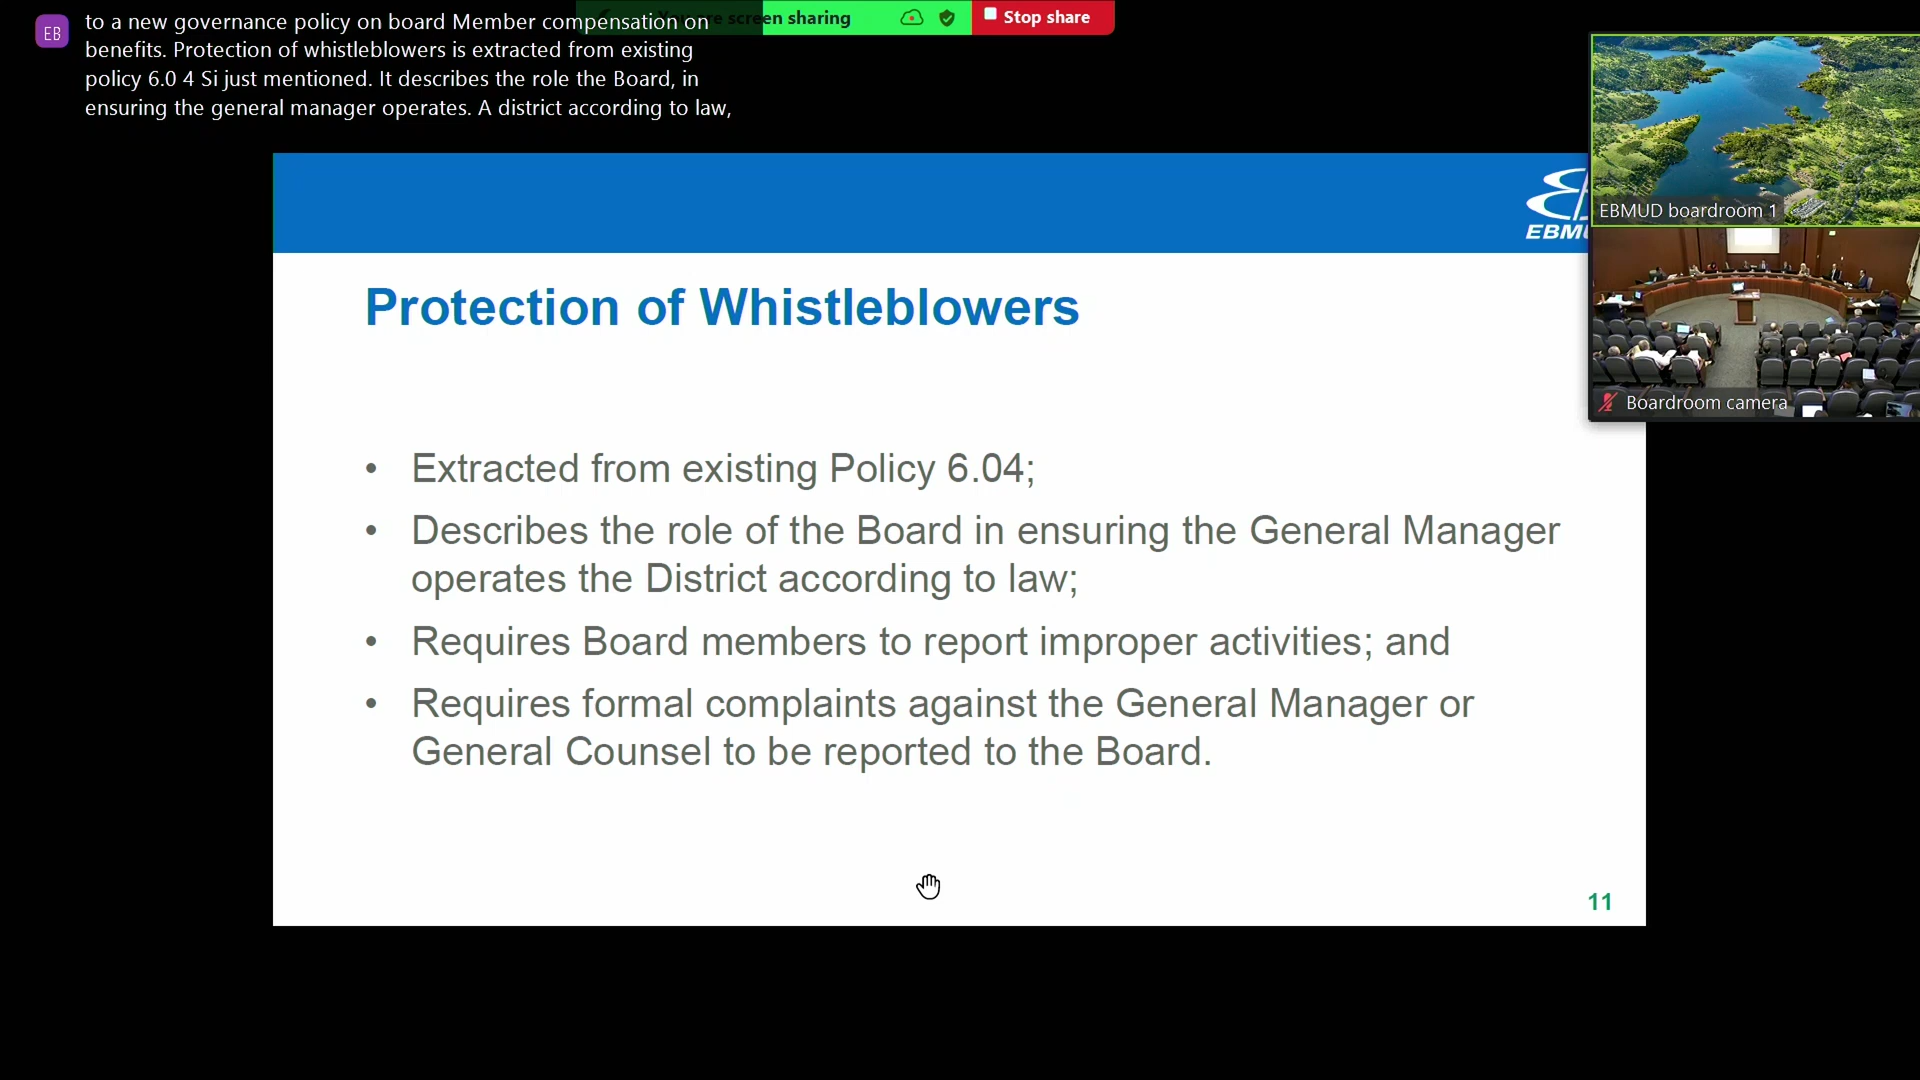 EB
to a new governance policy on board Member compensation on
benefits. Protection of whistleblowers is extracted from existing
policy 6.0 4 Si just mentioned. It describes the role the Board, in
ensuring the general manager operates. A district according to law,
screen sharing
Stop share
EBMUD boardroom 1
Boardroom camera
Protection of Whistleblowers
• Extracted from existing Policy 6.04;
• Describes the role of the Board in ensuring the General Manager
operates the District according to law;
• Requires Board members to report improper activities; and
• Requires formal complaints against the General Manager or
General Counsel to be reported to the Board.
11